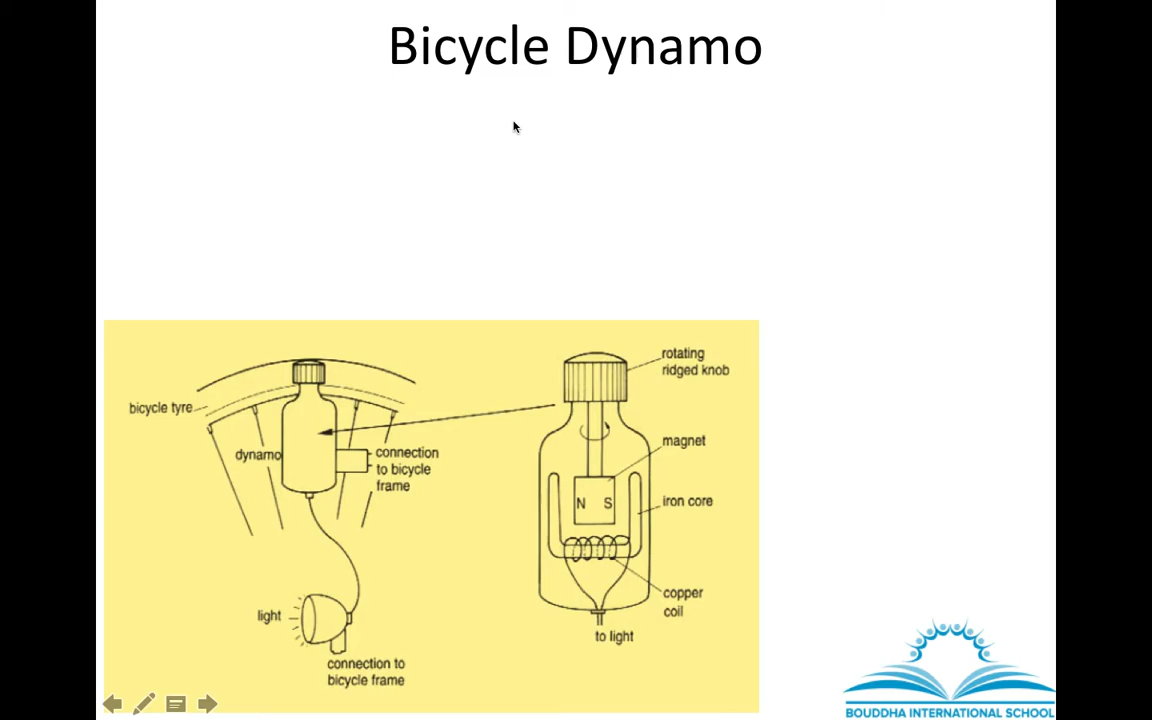 Bicycle Dynamo
bicycle tyre
dynamo
connection
to bicycle
frame
light
connection to
bicycle frame
rotating
ridged knob
magnet
N S
iron core
copper
coil
to light
BOUDDHA INTERNATIONAL SCHOOL